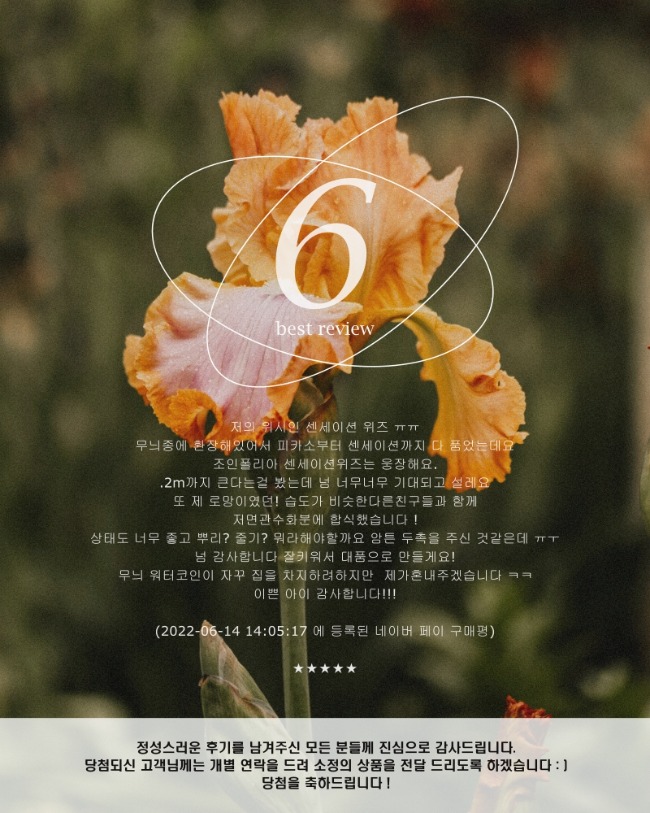 6
best review
저의 위시인 센세이션 위즈 ㅠㅠ
무늬종에 환장해있어서 피카소부터 센세이션까지 다 품었는데요
조인폴리아 센세이션위즈는 웅장해요.
.2m까지 큰다는걸 봤는데 넘 너무너무 기대되고 설레요
또 제 로망이였던! 습도가 비슷한다른친구들과 함께
저면관수화분에 합식했습니다 !
상태도 너무 좋고 뿌리? 줄기? 뭐라해야할까요 암튼 두촉을 주신 것같은데 ㅠㅜ
넘 감사합니다 잘키워서 대품으로 만들게요!
무늬 워터코인이 자꾸 집을 차지하려하지만 제가혼내주겠습니다 ㅋㅋ
이쁜 아이 감사합니다!!!
(2022-06-14 14:05:17 에 등록된 네이버 페이 구매평)
★★★★★
정성스러운 후기를 남겨주신 모든 분들께 진심으로 감사드립니다.
당첨되신 고객님께는 개별 연락을 드려 소정의 상품을 전달 드리도록 하겠습니다 : )
당첨을 축하드립니다 !